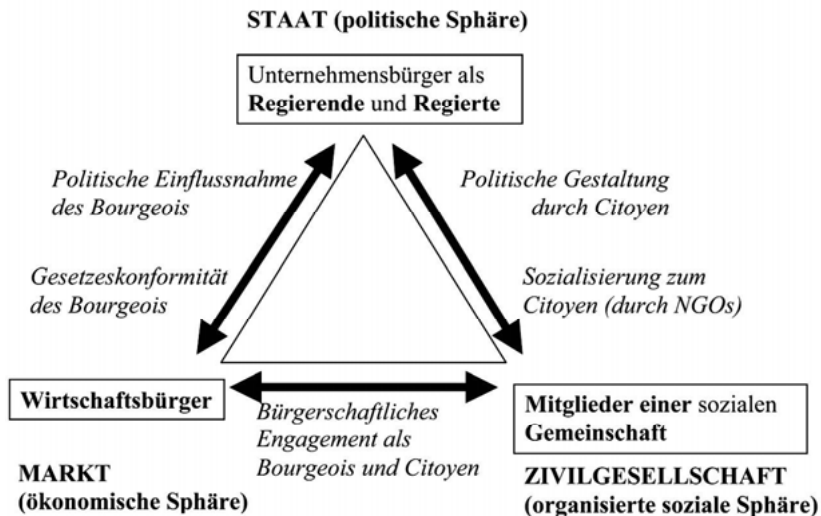 STAAT (politische Sphäre)
Unternehmensbürger als
Regierende und Regierte
Politische Einflussnahme
des Bourgeois
Politische Gestaltung
durch Citoyen
Gesetzeskonformität
des Bourgeois
Sozialisierung zum
Citoyen (durch NGOs)
Wirtschaftsbürger
Bürgerschaftliches
Engagement als
Bourgeois und Citoyen
Mitglieder einer sozialen
Gemeinschaft
MARKT
(ökonomische Sphäre)
ZIVILGESELLSCHAFT
(organisierte soziale Sphäre)